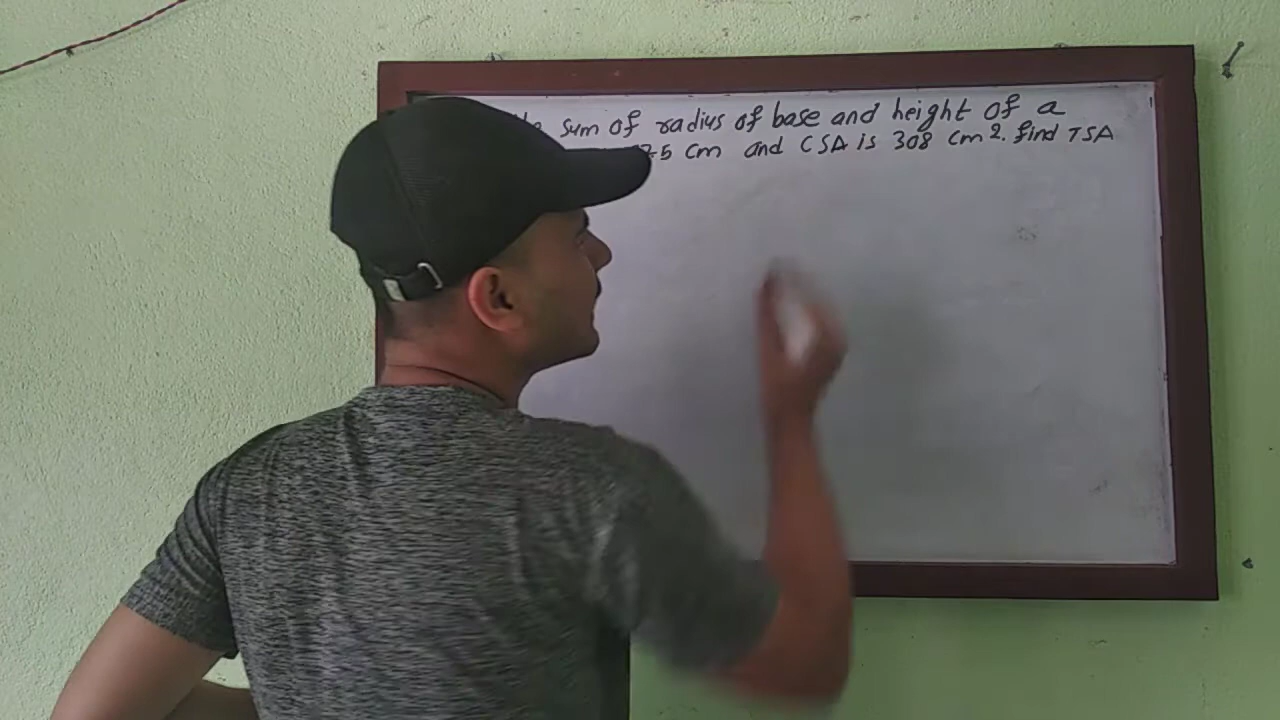 sum of radius of base and height of a
cm and CSA is 308 cm². find TSA